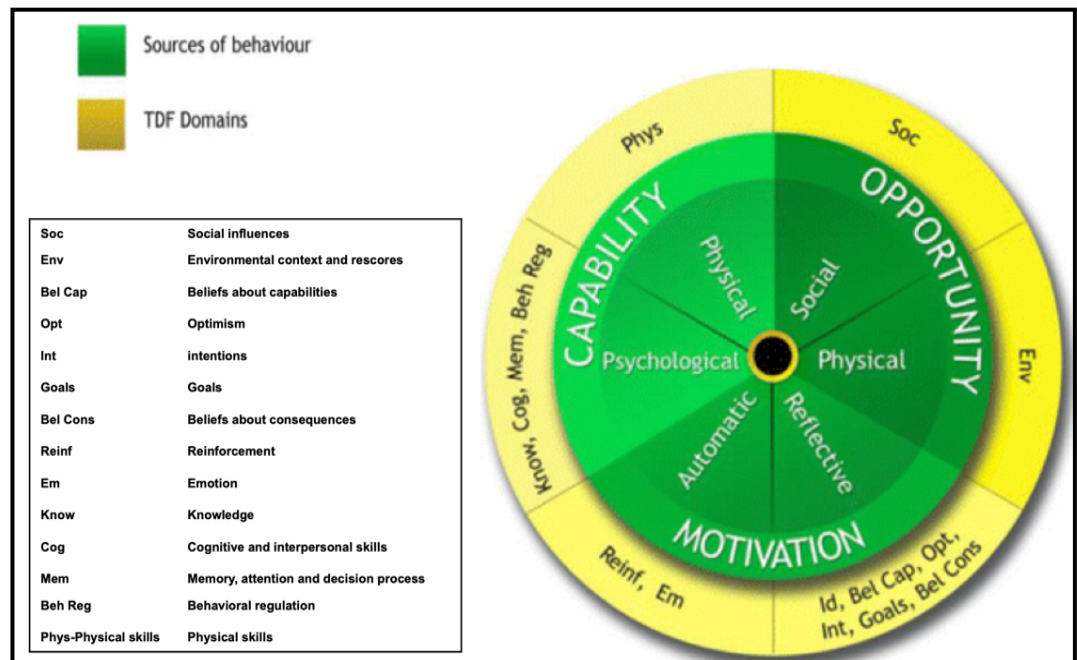 Sources of behaviour
TDF Domains
Soc Social influences
Env Environmental context and rescores
Bel Cap Beliefs about capabilities
Opt Optimism
Int intentions
Goals Goals
Bel Cons Beliefs about consequences
Reinf Reinforcement
Em Emotion
Know Knowledge
Cog Cognitive and interpersonal skills
Mem Memory, attention and decision process
Beh Reg Behavioral regulation
Phys-Physical skills Physical skills
Phys
Soc
CAPABILITY
OPPORTUNITY
Physical
Social
Know, Cog, Mem, Beh Reg
Psychological
Physical
Env
Automatic
Reflective
MOTIVATION
Reinf, Em
Id, Bel Cap, Opt,
Int, Goals, Bel Cons